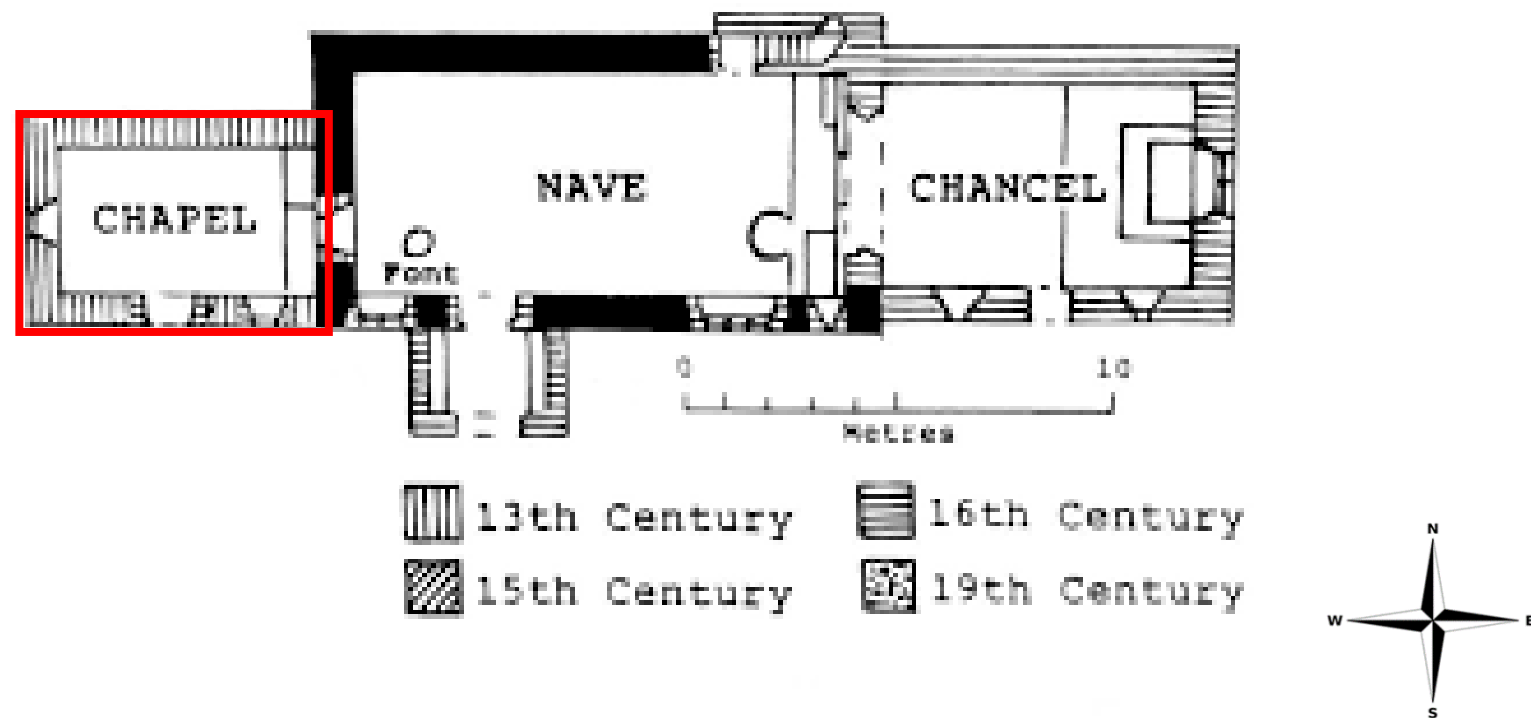 CHAPEL
NAVE
CHANCEL
Font
0 10
Metres
13th Century
16th Century
15th Century
19th Century
N
W E
S